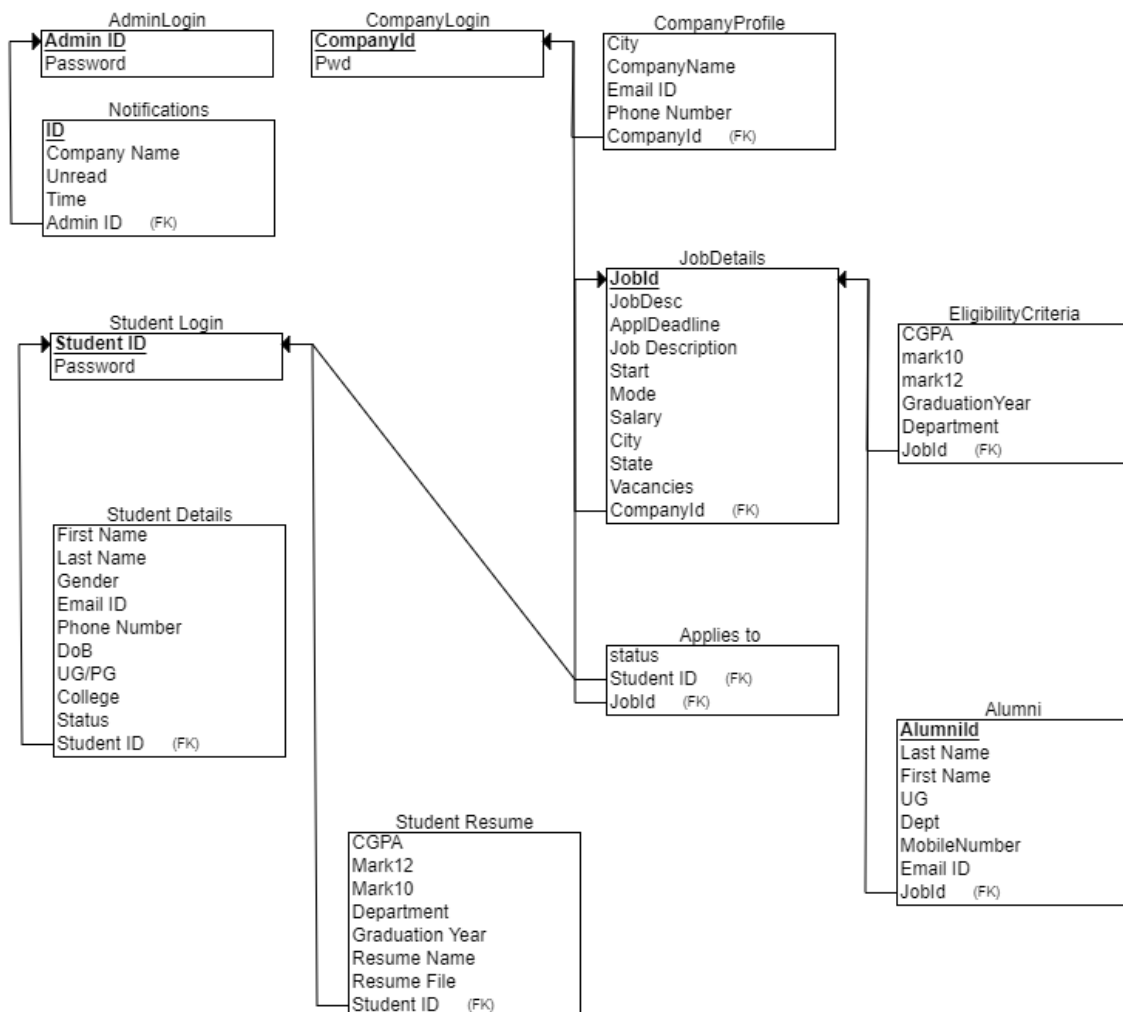 AdminLogin
Admin ID
Password
Notifications
ID
Company Name
Unread
Time
Admin ID (FK)
CompanyLogin
CompanyId
Pwd
CompanyProfile
City
CompanyName
Email ID
Phone Number
CompanyId (FK)
JobDetails
JobId
JobDesc
ApplDeadline
Job Description
Start
Mode
Salary
City
State
Vacancies
CompanyId (FK)
EligibilityCriteria
CGPA
mark10
mark12
GraduationYear
Department
JobId (FK)
Student Login
Student ID
Password
Student Details
First Name
Last Name
Gender
Email ID
Phone Number
DoB
UG/PG
College
Status
Student ID (FK)
Applies to
status
Student ID (FK)
JobId (FK)
Alumni
AlumniId
Last Name
First Name
UG
Dept
MobileNumber
Email ID
JobId (FK)
Student Resume
CGPA
Mark12
Mark10
Department
Graduation Year
Resume Name
Resume File
Student ID (FK)